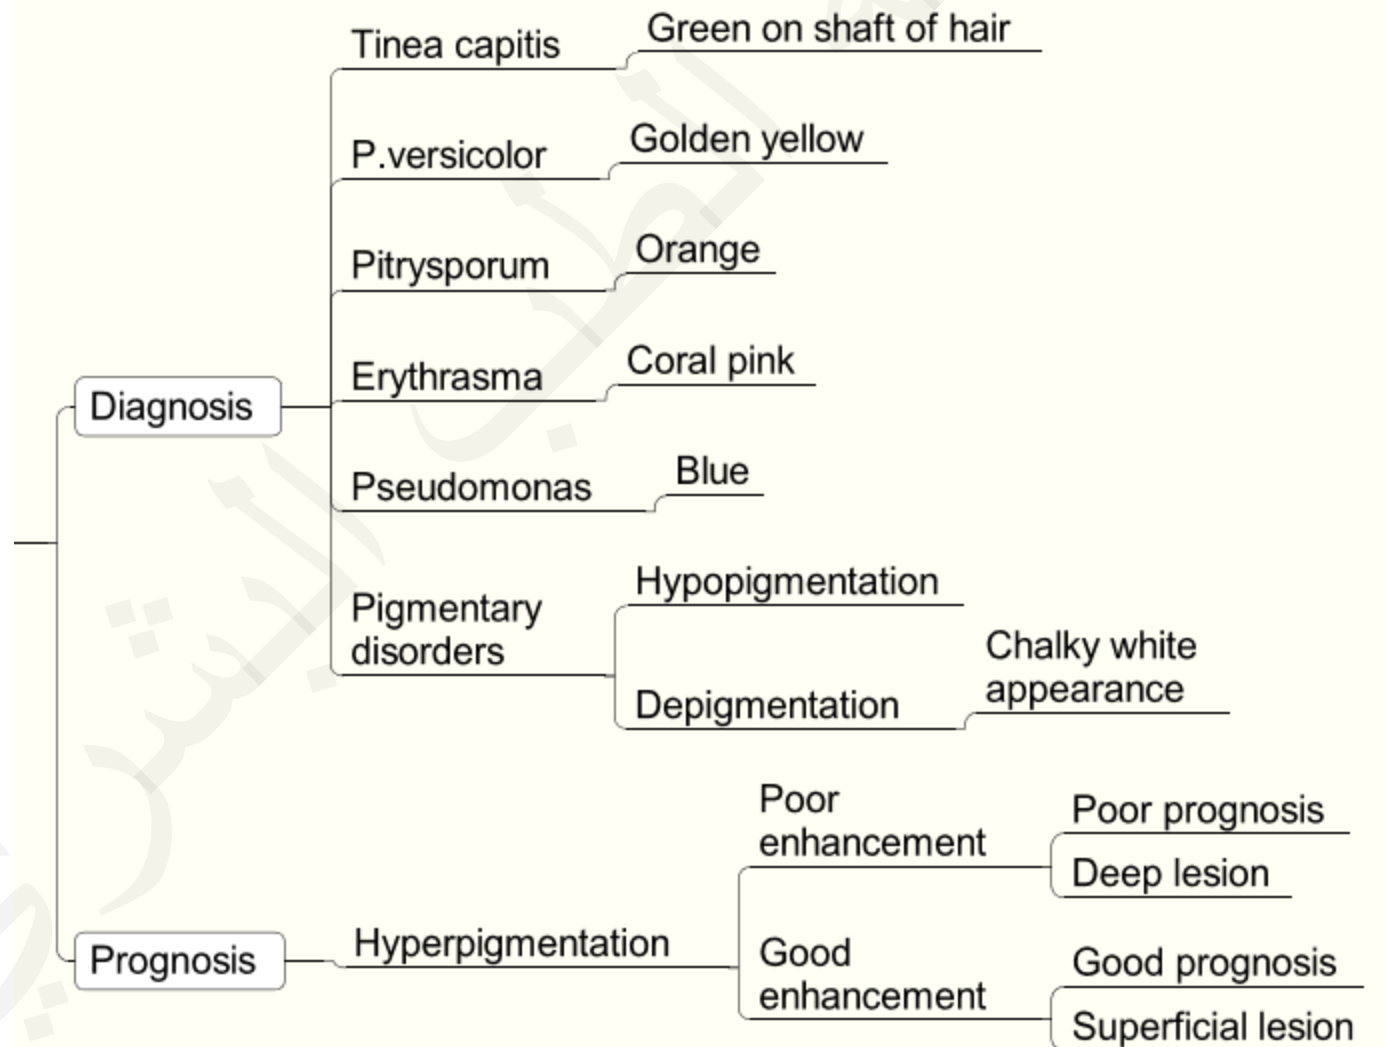 Tinea capitis
Green on shaft of hair
P.versicolor
Golden yellow
Pitrysporum
Orange
Erythrasma
Coral pink
Diagnosis
Pseudomonas
Blue
Pigmentary
disorders
Hypopigmentation
Depigmentation
Chalky white
appearance
Prognosis
Hyperpigmentation
Poor
enhancement
Poor prognosis
Deep lesion
Good
enhancement
Good prognosis
Superficial lesion
الطب البشري